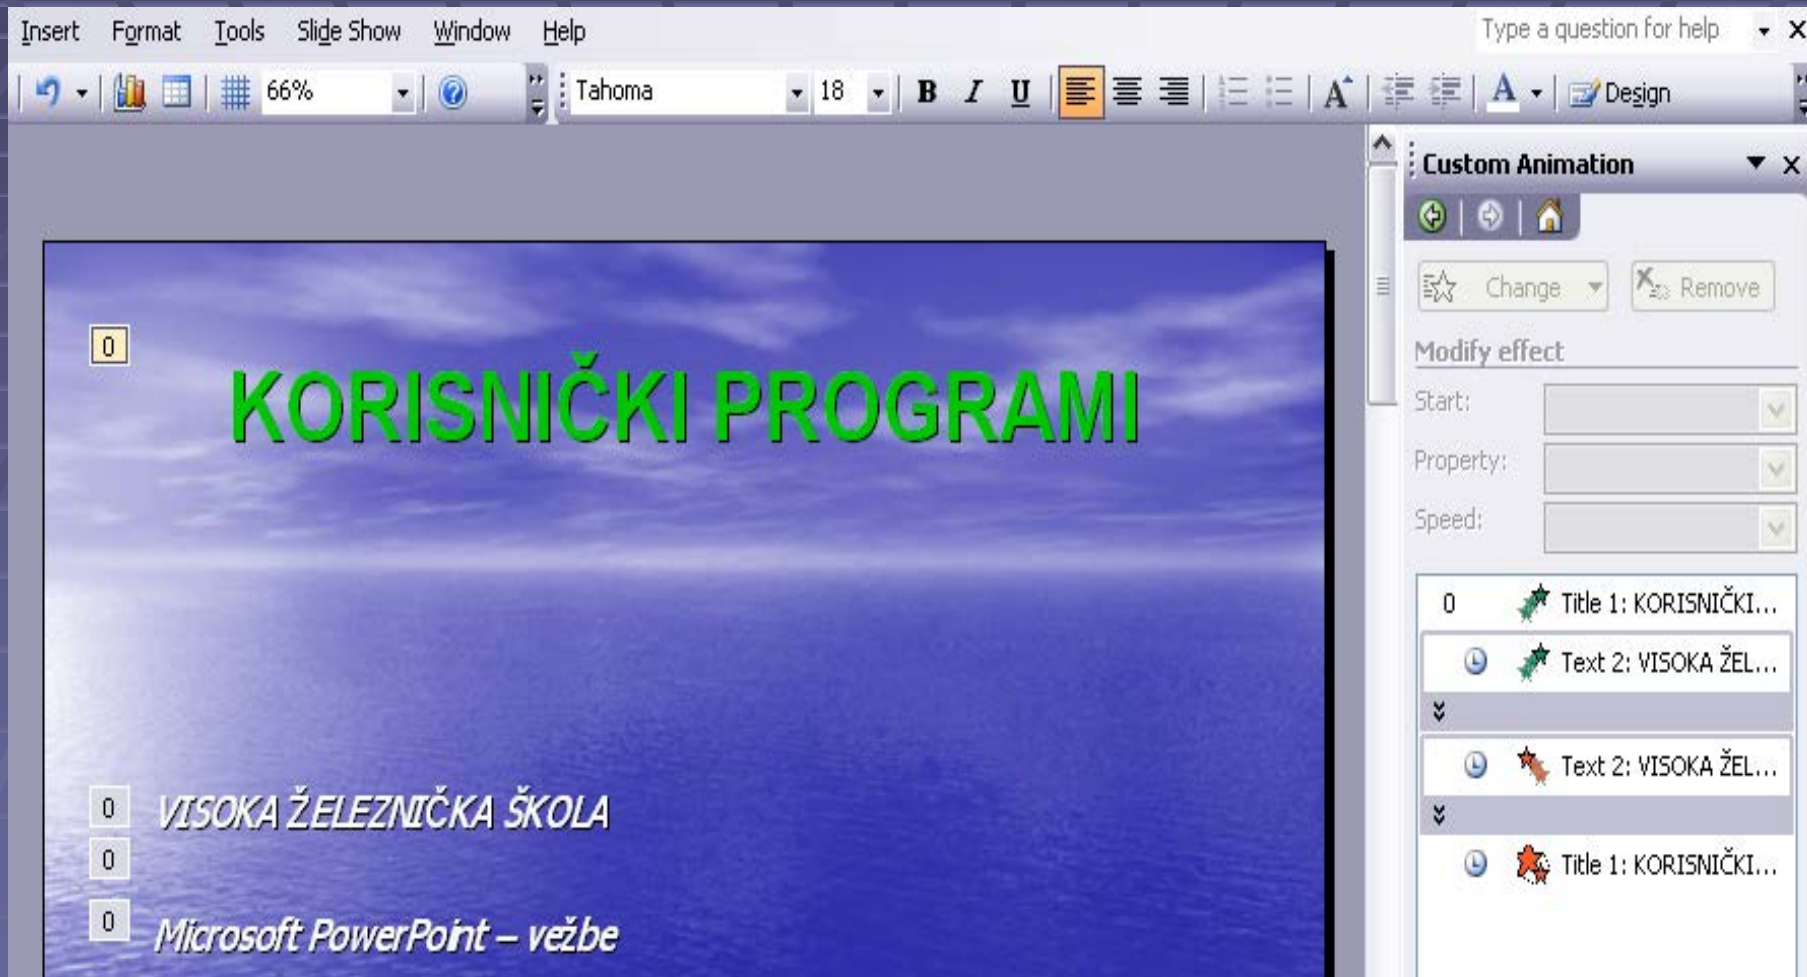 Insert Format Tools Slide Show Window Help Type a question for help
66% Tahoma 18 B I U A A Design
Custom Animation
Change Remove
Modify effect
Start:
Property:
Speed:
0
KORISNIČKI PROGRAMI
0 VISOKA ŽELEZNIČKA ŠKOLA
0
0 Microsoft PowerPoint – vežbe
0 Title 1: KORISNIČKI...
Text 2: VISOKA ŽEL...
Text 2: VISOKA ŽEL...
Title 1: KORISNIČKI...